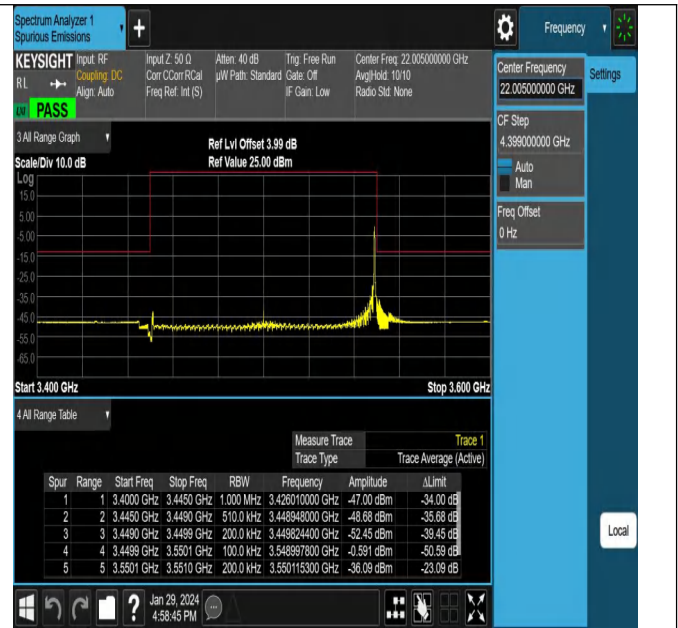 Spectrum Analyzer 1
Spurious Emissions
Frequency
KEYSIGHT Input: RF Input Z: 50 Ω Atten: 40 dB Trig: Free Run Center Freq: 22.005000000 GHz
Coupling: DC Corr CCorr RCal µW Path: Standard Gate: Off Avg|Hold: 10/10
RL Align: Auto Freq Ref: Int (S) IF Gain: Low Radio Std: None
PASS
Center Frequency
22.005000000 GHz
Settings
CF Step
4.399000000 GHz
Auto
Man
Freq Offset
0 Hz
3 All Range Graph
Ref Lvl Offset 3.99 dB
Scale/Div 10.0 dB Ref Value 25.00 dBm
Log
15.0
5.00
-5.00
-15.0
-25.0
-35.0
-45.0
-55.0
-65.0
Start 3.400 GHz Stop 3.600 GHz
4 All Range Table
Measure Trace Trace 1
Trace Type Trace Average (Active)
Spur Range Start Freq Stop Freq RBW Frequency Amplitude ΔLimit
1 1 3.4000 GHz 3.4450 GHz 1.000 MHz 3.426010000 GHz -47.00 dBm -34.00 dB
2 2 3.4450 GHz 3.4490 GHz 510.0 kHz 3.448948000 GHz -48.68 dBm -35.68 dB
3 3 3.4490 GHz 3.4499 GHz 200.0 kHz 3.449824400 GHz -52.45 dBm -39.45 dB
4 4 3.4499 GHz 3.5501 GHz 100.0 kHz 3.548997800 GHz -0.591 dBm -50.59 dB
5 5 3.5501 GHz 3.5510 GHz 200.0 kHz 3.550115300 GHz -36.09 dBm -23.09 dB
Local
Jan 29, 2024
4:58:45 PM